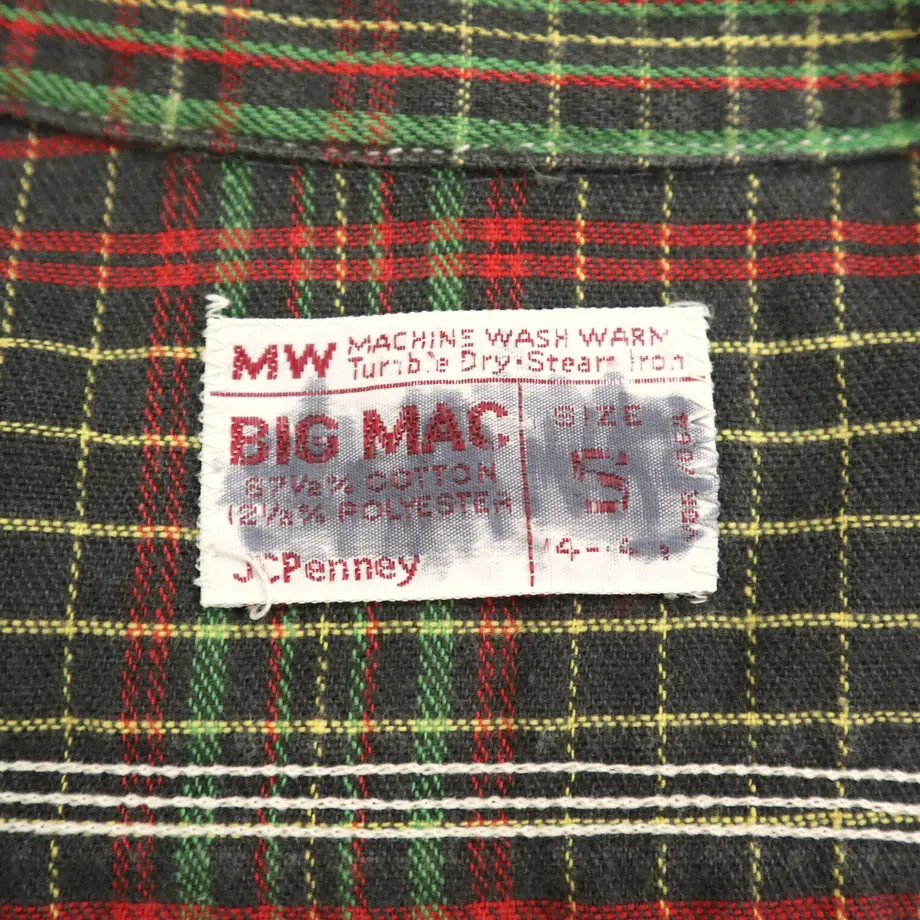 MW MACHINE WASH WARM
Tumble Dry·Steam Iron
BIG MAC
87½% COTTON
12½% POLYESTER
JCPenney
SIZE
S